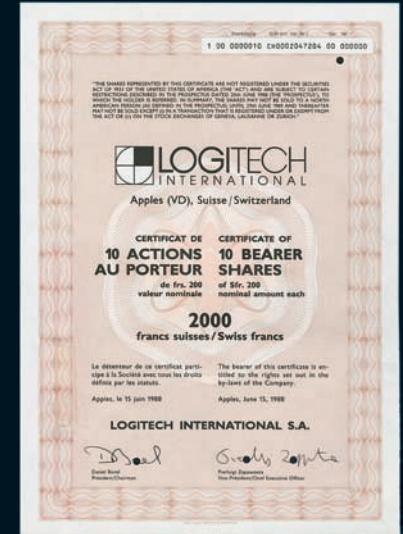 1 00 0000010 CH0002047204 00 000000
"THE SHARES REPRESENTED BY THIS CERTIFICATE ARE NOT REGISTERED UNDER THE SECURITIES
ACT OF 1933 OF THE UNITED STATES OF AMERICA (THE "ACT") AND ARE SUBJECT TO CERTAIN
RESTRICTIONS DESCRIBED IN THE PROSPECTUS DATED 20th JUNE 1988 (THE "PROSPECTUS"), TO
WHICH THE HOLDER IS REFERRED. IN SUMMARY, THE SHARES MAY NOT BE SOLD TO A NORTH
AMERICAN PERSON (AS DEFINED IN THE PROSPECTUS), UNTIL 29th JUNE 1989 AND THEREAFTER
MAY NOT BE SOLD EXCEPT (i) IN A TRANSACTION THAT IS REGISTERED UNDER OR EXEMPT FROM
THE ACT OR (ii) ON THE STOCK EXCHANGES OF GENEVA, LAUSANNE OR ZURICH."
LOGITECH
INTERNATIONAL
Apples (VD), Suisse/Switzerland
CERTIFICAT DE
10 ACTIONS
AU PORTEUR
de frs. 200
valeur nominale
CERTIFICATE OF
10 BEARER
SHARES
of Sfr. 200
nominal amount each
2000
francs suisses/Swiss francs
Le détenteur de ce certificat parti-
cipe à la Société avec tous les droits
définis par les statuts.
Apples, le 15 juin 1988
The bearer of this certificate is en-
titled to the rights set out in the
by-laws of the Company.
Apples, June 15, 1988
LOGITECH INTERNATIONAL S.A.
Daniel Borel
Président/Chairman
Pierluigi Zappacosta
Vice-Président/Chief Executive Officer